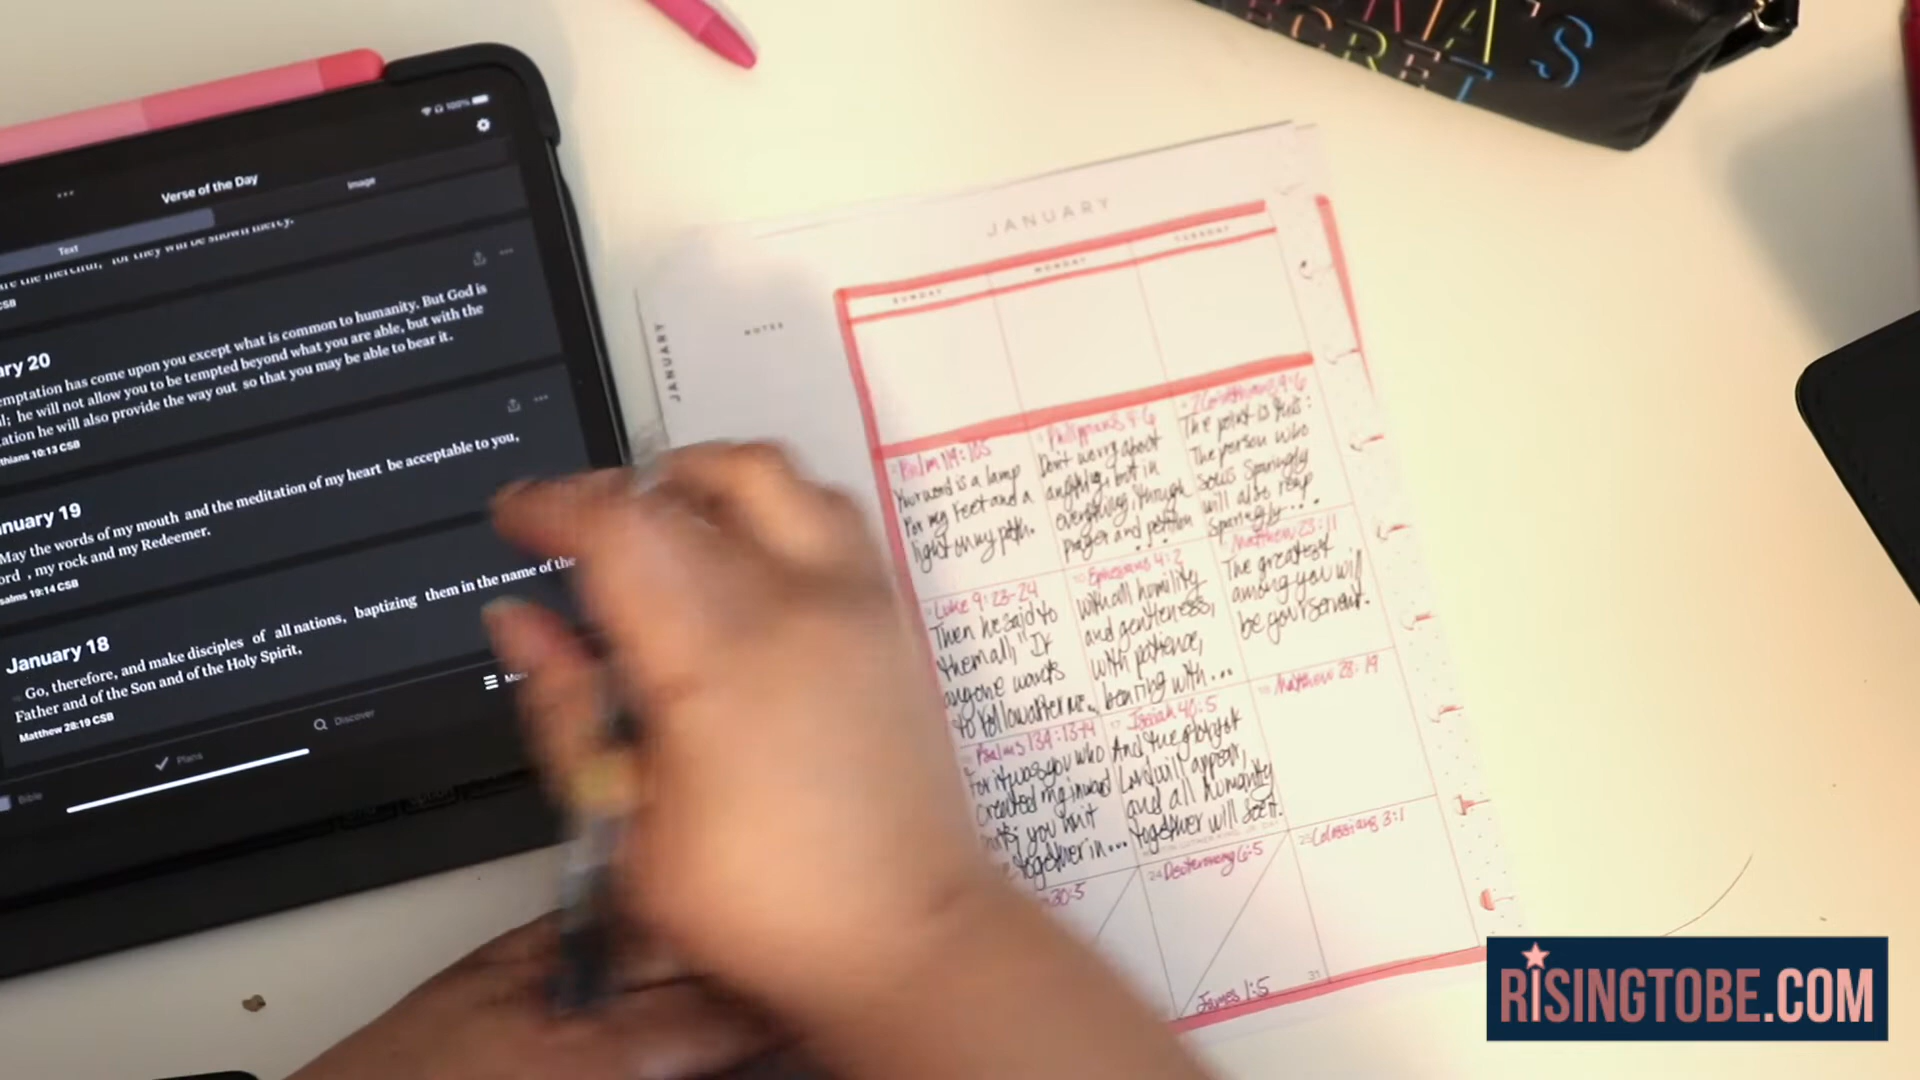 100%
Verse of the Day
Text
Image
CSB
January 20
temptation has come upon you except what is common to humanity. But God is
he will not allow you to be tempted beyond what you are able, but with the
he will also provide the way out so that you may be able to bear it.
10:13 CSB
January 19
May the words of my mouth and the meditation of my heart be acceptable to you,
my rock and my Redeemer.
19:14 CSB
January 18
Go, therefore, and make disciples of all nations, baptizing them in the name of the
Father and of the Son and of the Holy Spirit,
Matthew 28:19 CSB
Bible
Plans
Discover
JANUARY
JANUARY
NOTES
SUNDAY
MONDAY
TUESDAY
Psalm 119:105
Your word is a lamp
for my feet and a
light on my path.
Philippians 4:6
Don't worry about
anything, but in
everything, through
prayer and petition
...
2 Corinthians 9:6
The point is this:
The person who
sows sparingly
will also reap
sparingly...
Luke 9:23-24
Then he said to
them all, "If
anyone wants
to follow after me,
Ephesians 4:2
with all humility
and gentleness,
with patience,
bearing with...
Matthew 23:11
The greatest
among you will
be your servant.
Psalms 139:13-14
For it was you who
created my inward
you knit
together in...
17
Isaiah 40:5
And the glory of
Lord will appear,
and all humanity
together will see it.
Matthew 28:19
30:5
24
Deuteronomy 6:5
31
James 1:5
25
Colossians 3:1
RISINGTOBE.COM